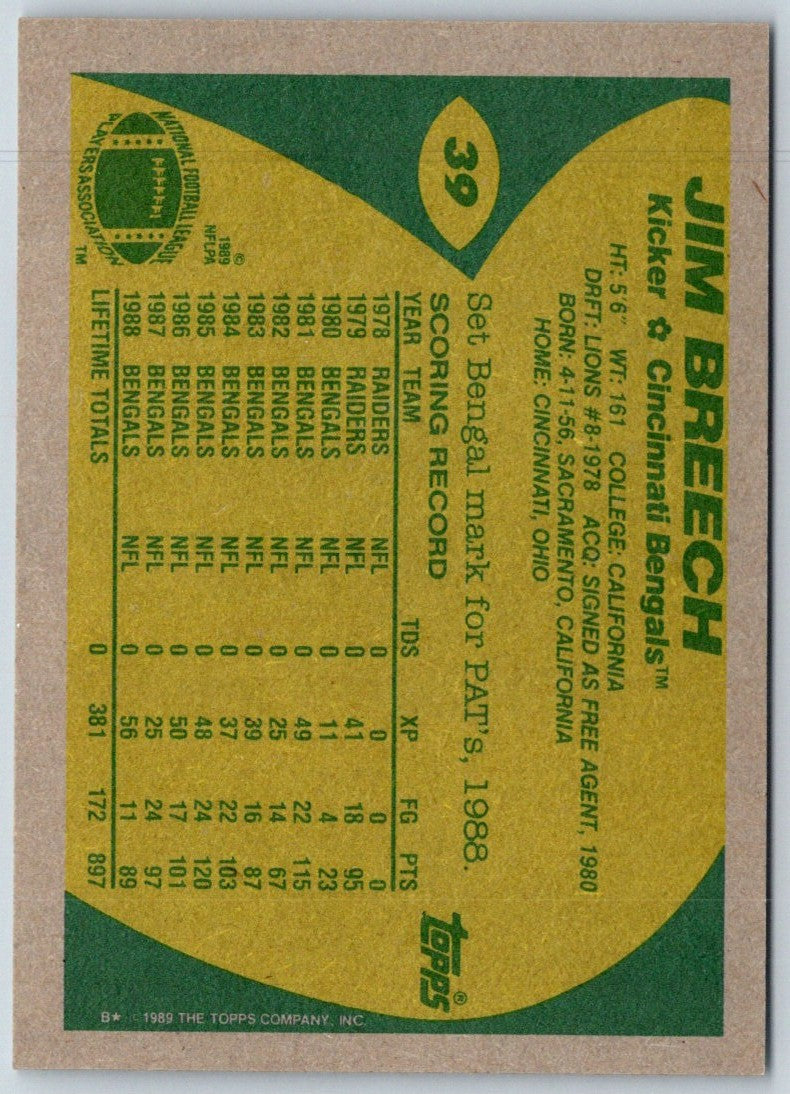 39
JIM BREECH
Kicker ✿ Cincinnati Bengals™
HT: 5'6" WT: 161 COLLEGE: CALIFORNIA
DRFT: LIONS #8-1978 ACQ: SIGNED AS FREE AGENT, 1980
BORN: 4-11-56, SACRAMENTO, CALIFORNIA
HOME: CINCINNATI, OHIO
Set Bengal mark for PAT's, 1988.
SCORING RECORD
YEAR TEAM TDS XP FG PTS
1978 RAIDERS NFL 0 0 0 0
1979 RAIDERS NFL 0 41 18 95
1980 BENGALS NFL 0 11 4 23
1981 BENGALS NFL 0 49 22 115
1982 BENGALS NFL 0 25 14 67
1983 BENGALS NFL 0 39 16 87
1984 BENGALS NFL 0 37 22 103
1985 BENGALS NFL 0 48 24 120
1986 BENGALS NFL 0 50 17 101
1987 BENGALS NFL 0 25 24 97
1988 BENGALS NFL 0 56 11 89
LIFETIME TOTALS 0 381 172 897
topps®
©
1989
NFLPA
NATIONAL FOOTBALL LEAGUE
PLAYERS ASSOCIATION
™
B★ © 1989 THE TOPPS COMPANY, INC.